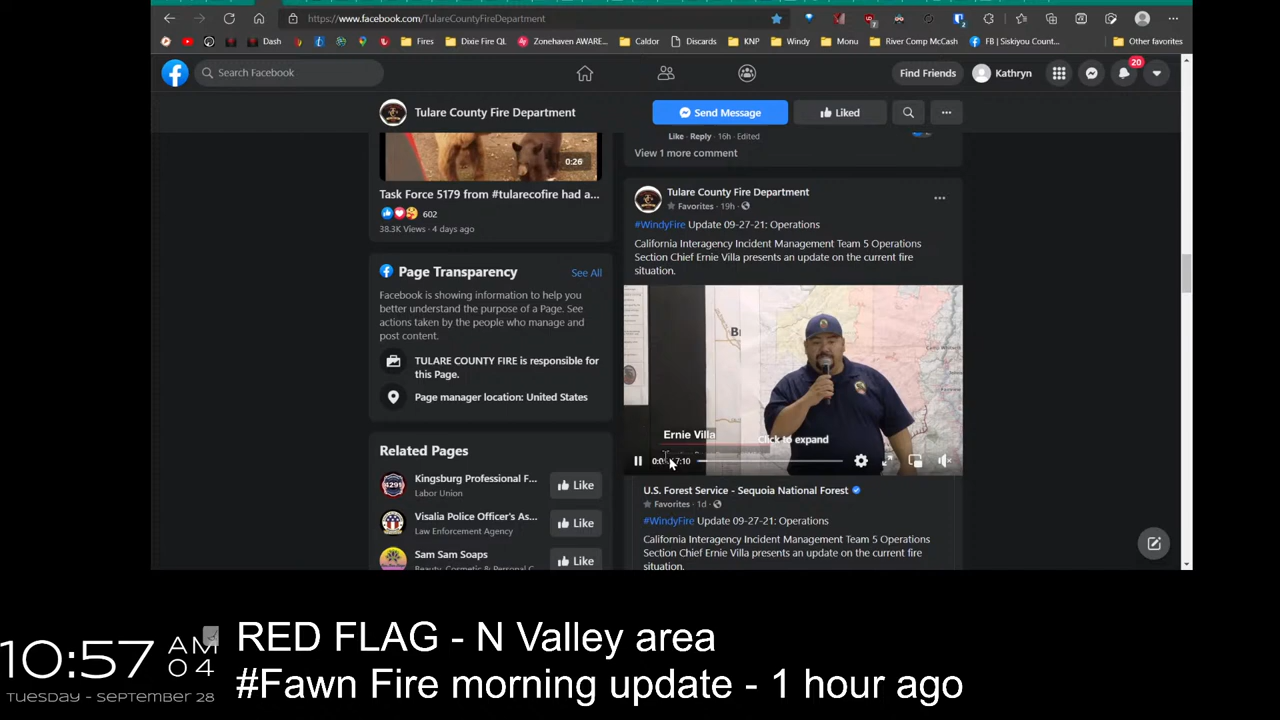 https://www.facebook.com/TulareCountyFireDepartment
Dash
Fires
Dixie Fire QL
Zonehaven AWARE...
Caldor
Discards
KNP
Windy
Monu
River Comp McCash
FB | Siskiyou Count...
Other favorites
Search Facebook
Find Friends
Kathryn
20
Tulare County Fire Department
Send Message
Liked
0:26
Task Force 5179 from #tularecofire had a...
602
38.3K Views · 4 days ago
Page Transparency
See All
Facebook is showing information to help you
better understand the purpose of a Page. See
actions taken by the people who manage and
post content.
TULARE COUNTY FIRE is responsible for
this Page.
Page manager location: United States
Related Pages
Kingsburg Professional F...
Labor Union
Like
Visalia Police Officer's As...
Law Enforcement Agency
Like
Sam Sam Soaps
Beauty, Cosmetic & Personal C...
Like
Like · Reply · 16h · Edited
View 1 more comment
Tulare County Fire Department
Favorites · 19h ·
#WindyFire Update 09-27-21: Operations
California Interagency Incident Management Team 5 Operations
Section Chief Ernie Villa presents an update on the current fire
situation.
Ernie Villa
Click to expand
7:10
U.S. Forest Service - Sequoia National Forest
Favorites · 1d ·
#WindyFire Update 09-27-21: Operations
California Interagency Incident Management Team 5 Operations
Section Chief Ernie Villa presents an update on the current fire
situation.
10:57 AM
04
TUESDAY - SEPTEMBER 28
RED FLAG - N Valley area
#Fawn Fire morning update - 1 hour ago